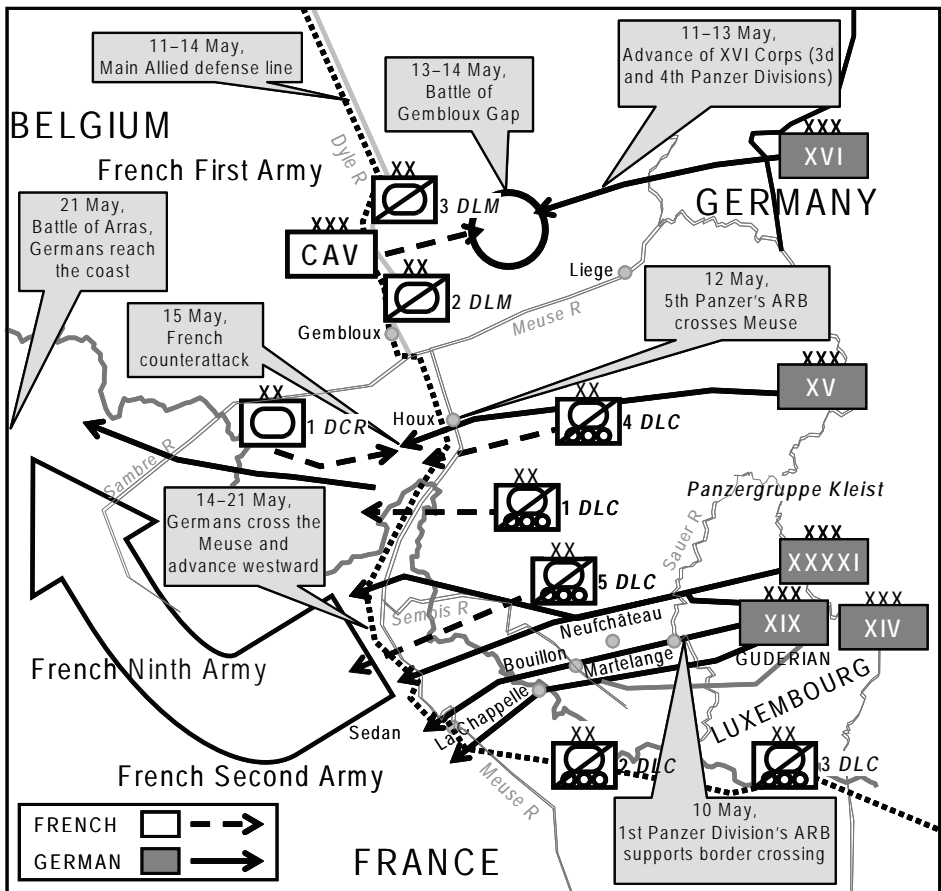 11–14 May,
Main Allied defense line
13–14 May,
Battle of
Gembloux Gap
11–13 May,
Advance of XVI Corps (3d
and 4th Panzer Divisions)
BELGIUM
French First Army
Dyle R
XX
3 DLM
XXX
CAV
XX
2 DLM
XXX
XVI
GERMANY
21 May,
Battle of Arras,
Germans reach
the coast
Liege
Meuse R
Gembloux
12 May,
5th Panzer's ARB
crosses Meuse
15 May,
French
counterattack
XX
1 DCR
Houx
XX
4 DLC
XXX
XV
Sambre R
14–21 May,
Germans cross the
Meuse and
advance westward
XX
1 DLC
Panzergruppe Kleist
Sauer R
XXX
XXXXI
XX
5 DLC
Semois R
Neufchâteau
XXX
XIX
GUDERIAN
XXX
XIV
Bouillon
Martelange
French Ninth Army
La Chappelle
LUXEMBOURG
Sedan
French Second Army
Meuse R
XX
2 DLC
XX
3 DLC
10 May,
1st Panzer Division's ARB
supports border crossing
FRENCH
GERMAN
FRANCE